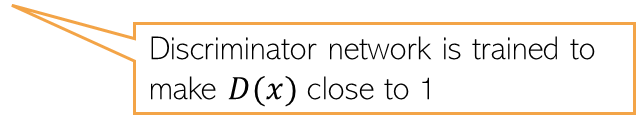 Discriminator network is trained to
make D(x) close to 1